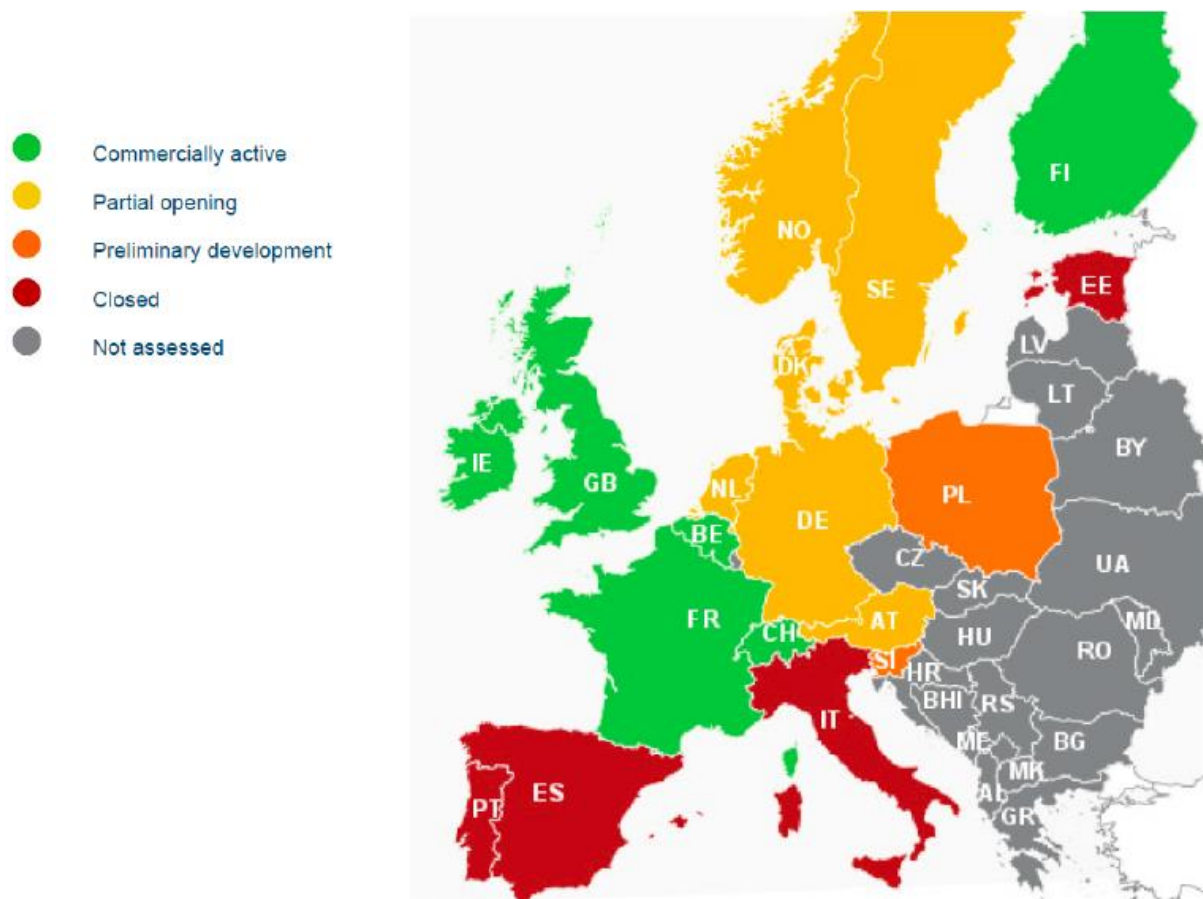 Commercially active
Partial opening
Preliminary development
Closed
Not assessed
FI
NO
SE
EE
DK
LV
LT
IE
GB
NL
BY
DE
PL
BE
CZ
UA
SK
FR
CH
AT
HU
MD
SI
RO
HR
BHI
RS
IT
ME
BG
MK
AL
ES
PT
GR